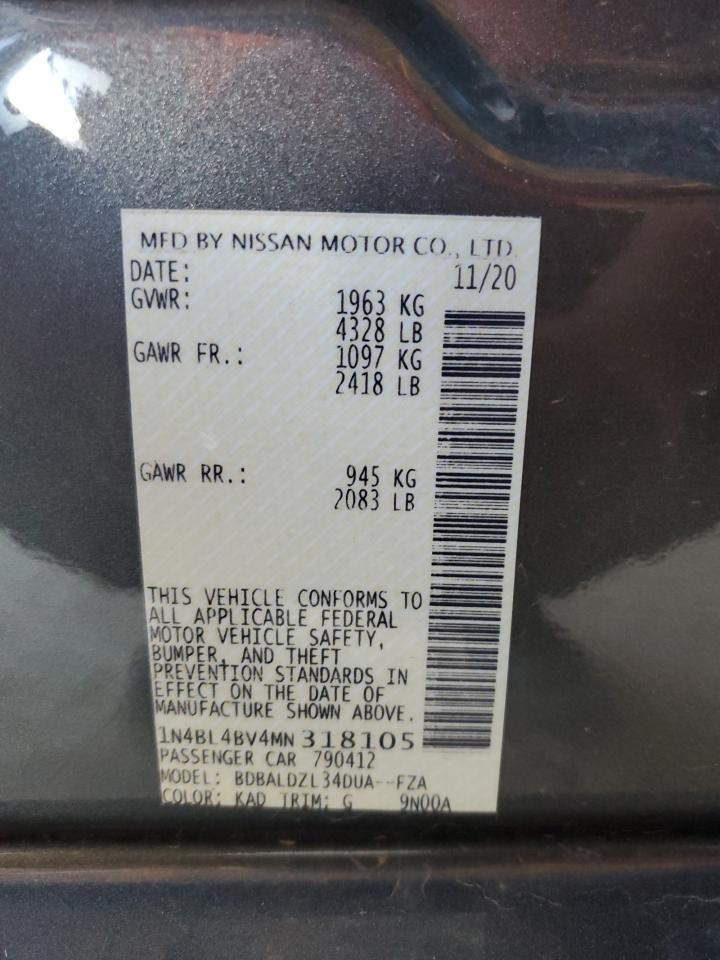 MFD BY NISSAN MOTOR CO., LTD.
DATE: 11/20
GVWR: 1963 KG
4328 LB
GAWR FR.: 1097 KG
2418 LB
GAWR RR.: 945 KG
2083 LB
THIS VEHICLE CONFORMS TO
ALL APPLICABLE FEDERAL
MOTOR VEHICLE SAFETY,
BUMPER, AND THEFT
PREVENTION STANDARDS IN
EFFECT ON THE DATE OF
MANUFACTURE SHOWN ABOVE.
1N4BL4BV4MN318105
PASSENGER CAR 790412
MODEL: BDBALDZL34DUA--FZA
COLOR: KAD TRIM: G 9N00A